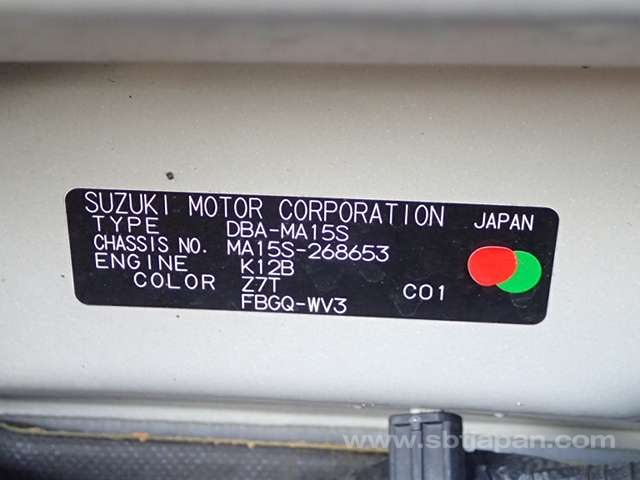 SUZUKI MOTOR CORPORATION JAPAN
TYPE DBA-MA15S
CHASSIS NO. MA15S-268653
ENGINE K12B
COLOR Z7T C01
FBGQ-WV3
www.sbtjapan.com